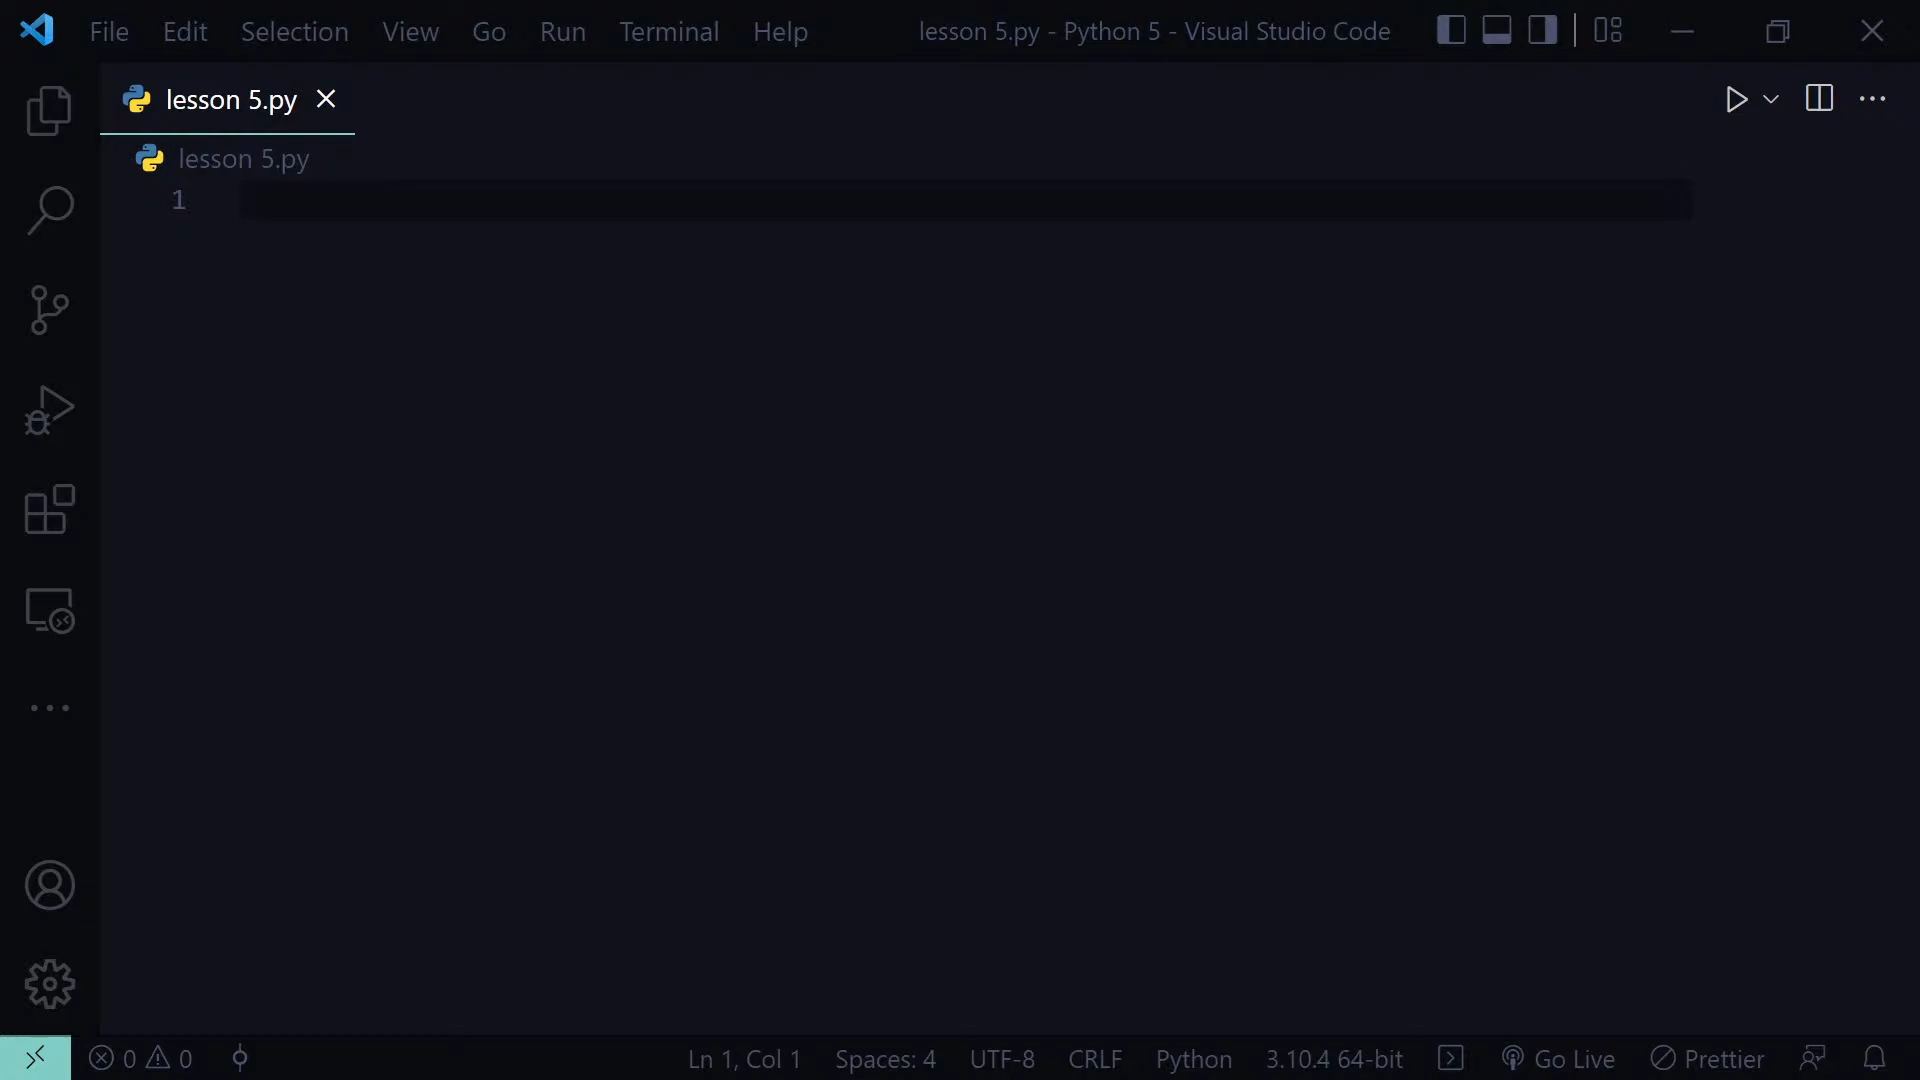 File Edit Selection View Go Run Terminal Help lesson 5.py - Python 5 - Visual Studio Code
lesson 5.py
lesson 5.py
1
0 0 Ln 1, Col 1 Spaces: 4 UTF-8 CRLF Python 3.10.4 64-bit Go Live Prettier